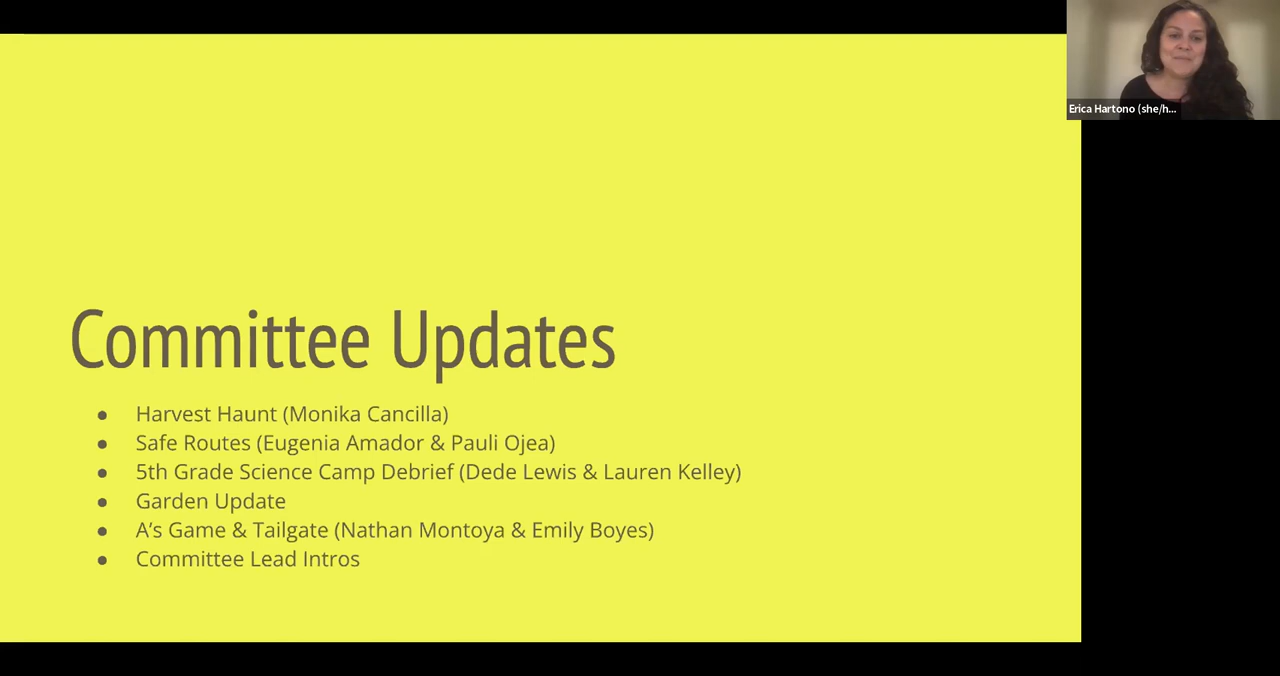 Erica Hartono (she/h...
Committee Updates
● Harvest Haunt (Monika Cancilla)
● Safe Routes (Eugenia Amador & Pauli Ojea)
● 5th Grade Science Camp Debrief (Dede Lewis & Lauren Kelley)
● Garden Update
● A’s Game & Tailgate (Nathan Montoya & Emily Boyes)
● Committee Lead Intros